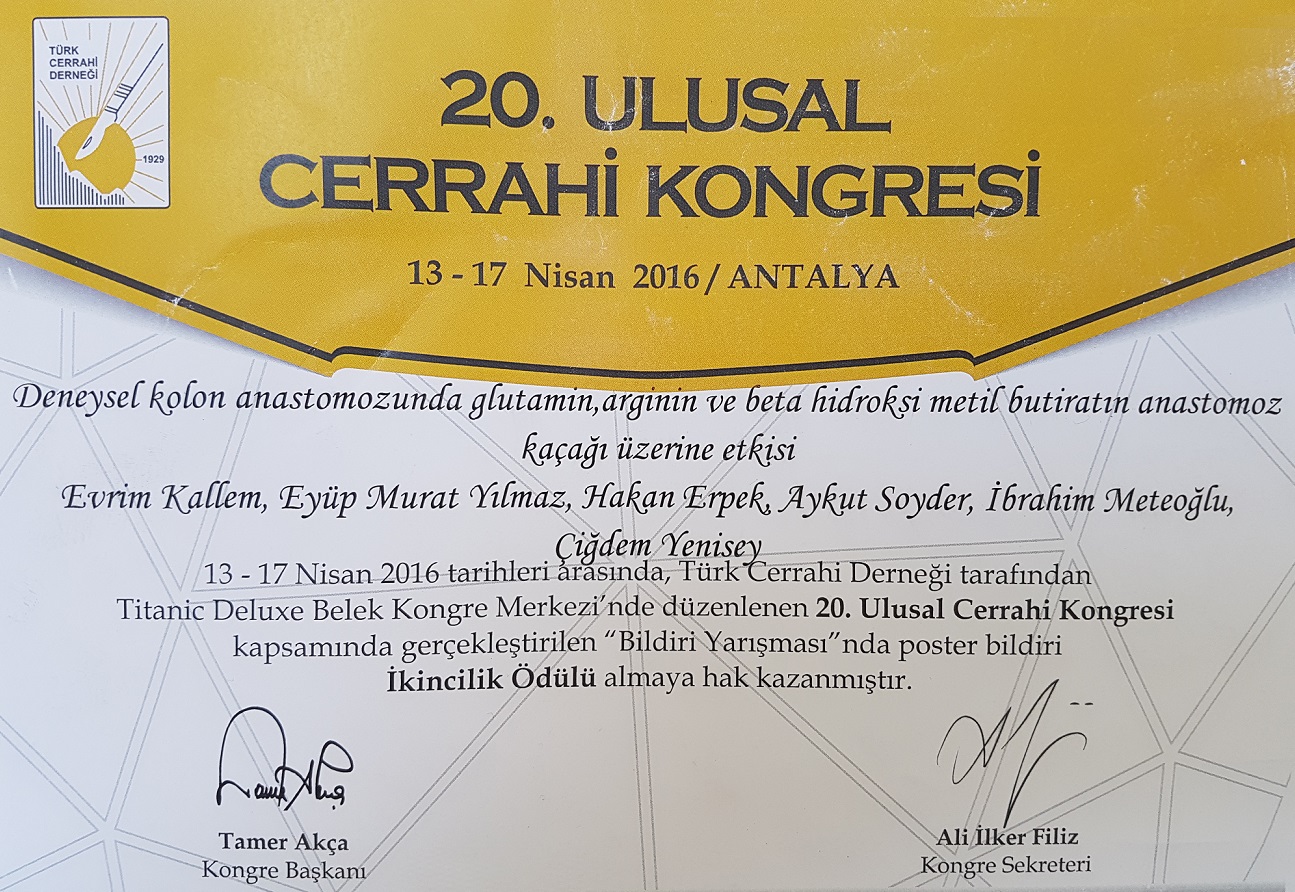 TÜRK
CERRAHİ
DERNEĞİ
1929
20. ULUSAL
CERRAHİ KONGRESİ
13 - 17 Nisan 2016 / ANTALYA
Deneysel kolon anastomozunda glutamin,arginin ve beta hidroksi metil butiratın anastomoz
kaçağı üzerine etkisi
Evrim Kallem, Eyüp Murat Yılmaz, Hakan Erpek, Aykut Soyder, İbrahim Meteoğlu,
Çiğdem Yenisey
13 - 17 Nisan 2016 tarihleri arasında, Türk Cerrahi Derneği tarafından
Titanic Deluxe Belek Kongre Merkezi’nde düzenlenen 20. Ulusal Cerrahi Kongresi
kapsamında gerçekleştirilen “Bildiri Yarışması”nda poster bildiri
İkincilik Ödülü almaya hak kazanmıştır.
Tamer Akça
Kongre Başkanı
Ali İlker Filiz
Kongre Sekreteri